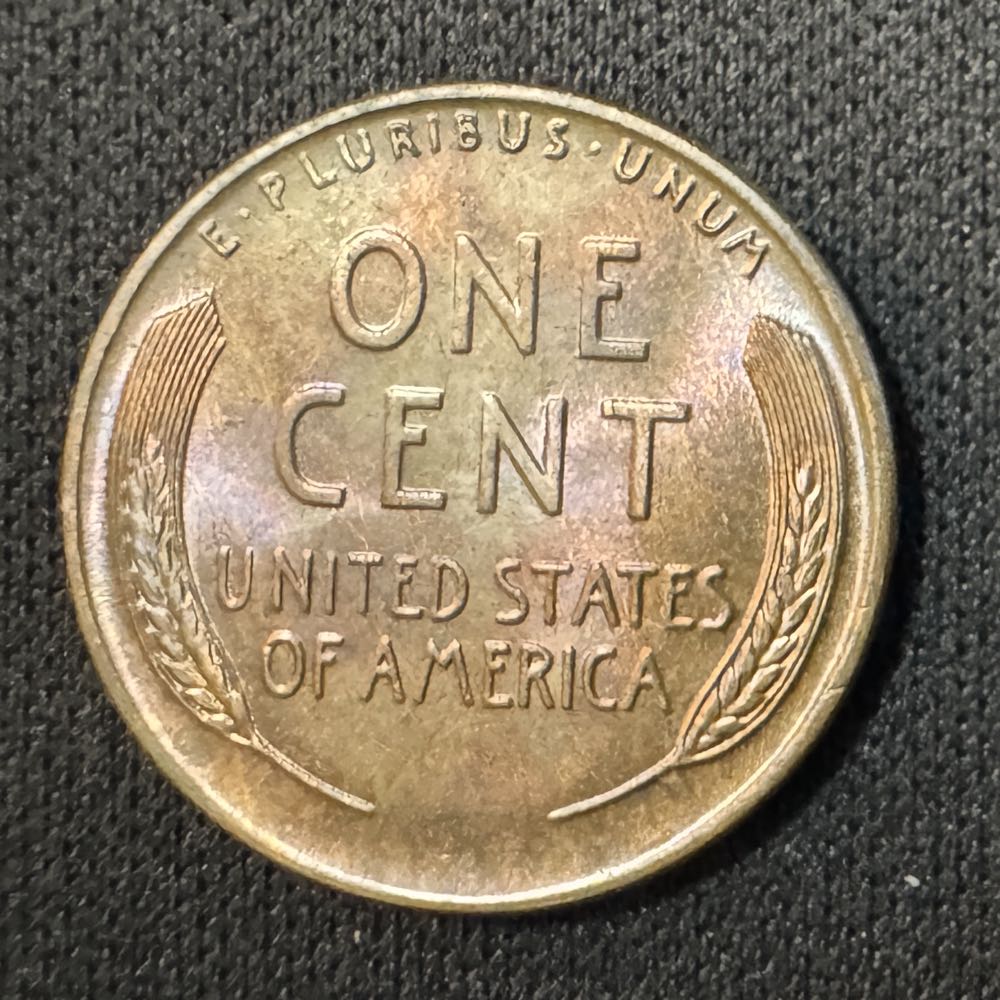 E·PLURIBUS·UNUM
ONE
CENT
UNITED STATES
OF AMERICA